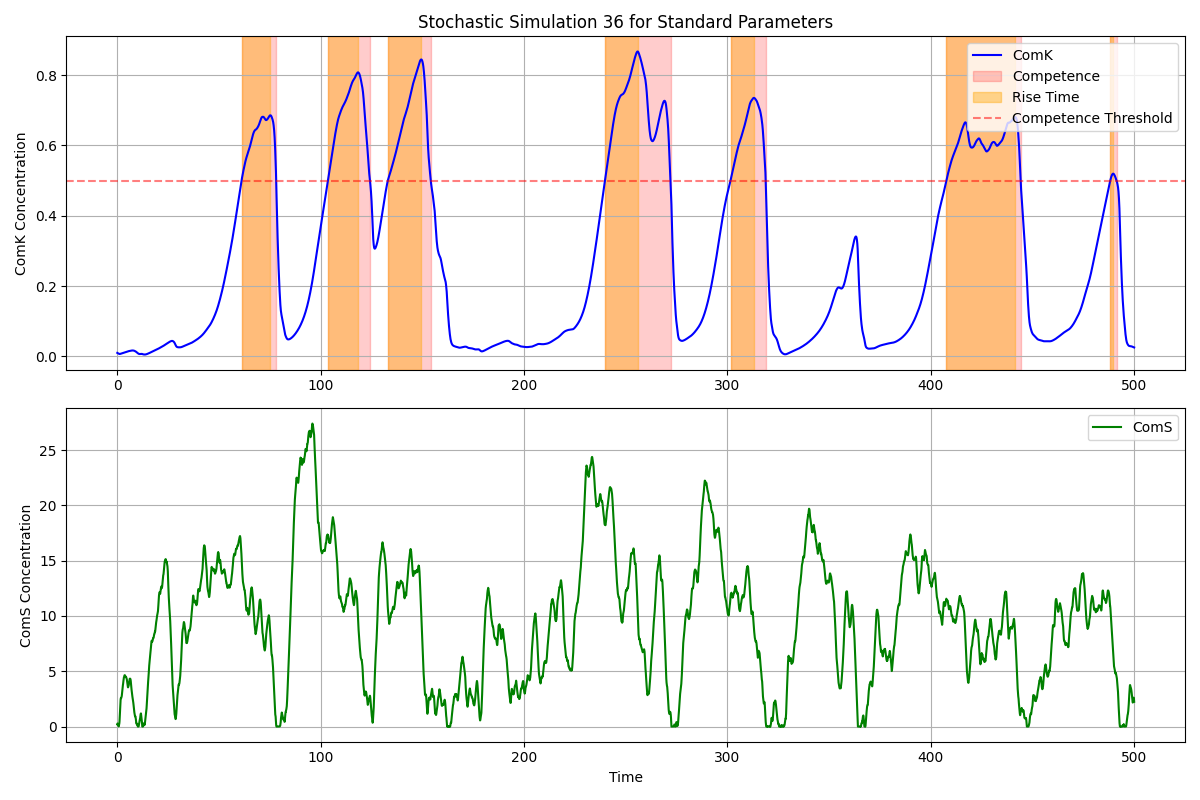 Stochastic Simulation 36 for Standard Parameters
ComK Concentration
0.8
0.6
0.4
0.2
0.0
ComK
Competence
Rise Time
Competence Threshold
0 100 200 300 400 500
ComS Concentration
25
20
15
10
5
0
ComS
0 100 200 300 400 500
Time